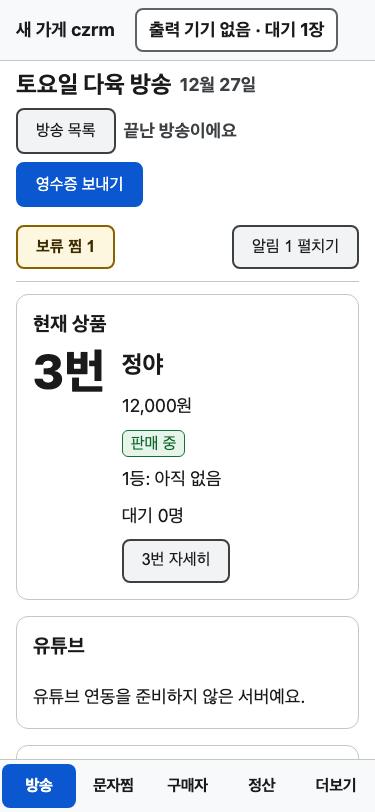 새 가게 czrm
출력 기기 없음 · 대기 1장
토요일 다육 방송 12월 27일
방송 목록
끝난 방송이에요
영수증 보내기
보류 찜 1
알림 1 펼치기
현재 상품
3번
정야
12,000원
판매 중
1등: 아직 없음
대기 0명
3번 자세히
유튜브
유튜브 연동을 준비하지 않은 서버예요.
방송
문자찜
구매자
정산
더보기